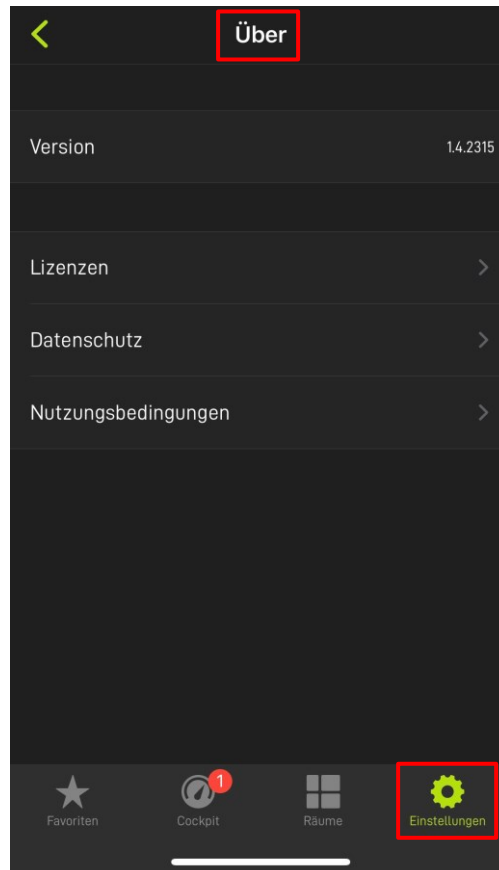 Über
Version 1.4.2315
Lizenzen
Datenschutz
Nutzungsbedingungen
1
Favoriten Cockpit Räume Einstellungen